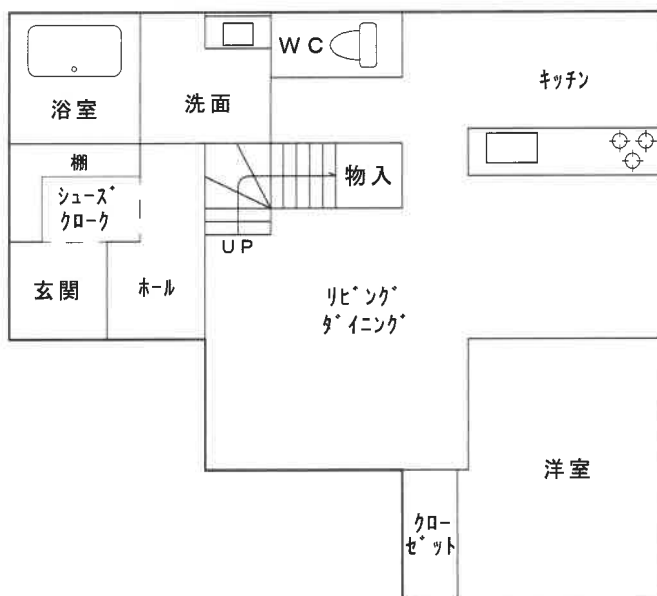 WC
キッチン
浴室
洗面
棚
物入
シューズ
クローク
UP
玄関
ホール
リビング
ダイニング
洋室
クロー
ゼット